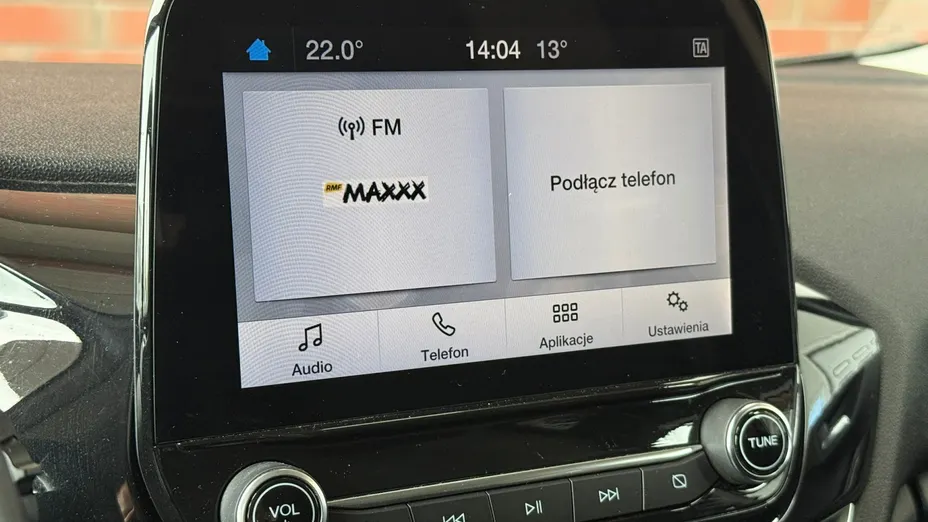 22.0° 14:04 13° TA
FM
RMF MAXXX
Podłącz telefon
Audio Telefon Aplikacje Ustawienia
VOL TUNE